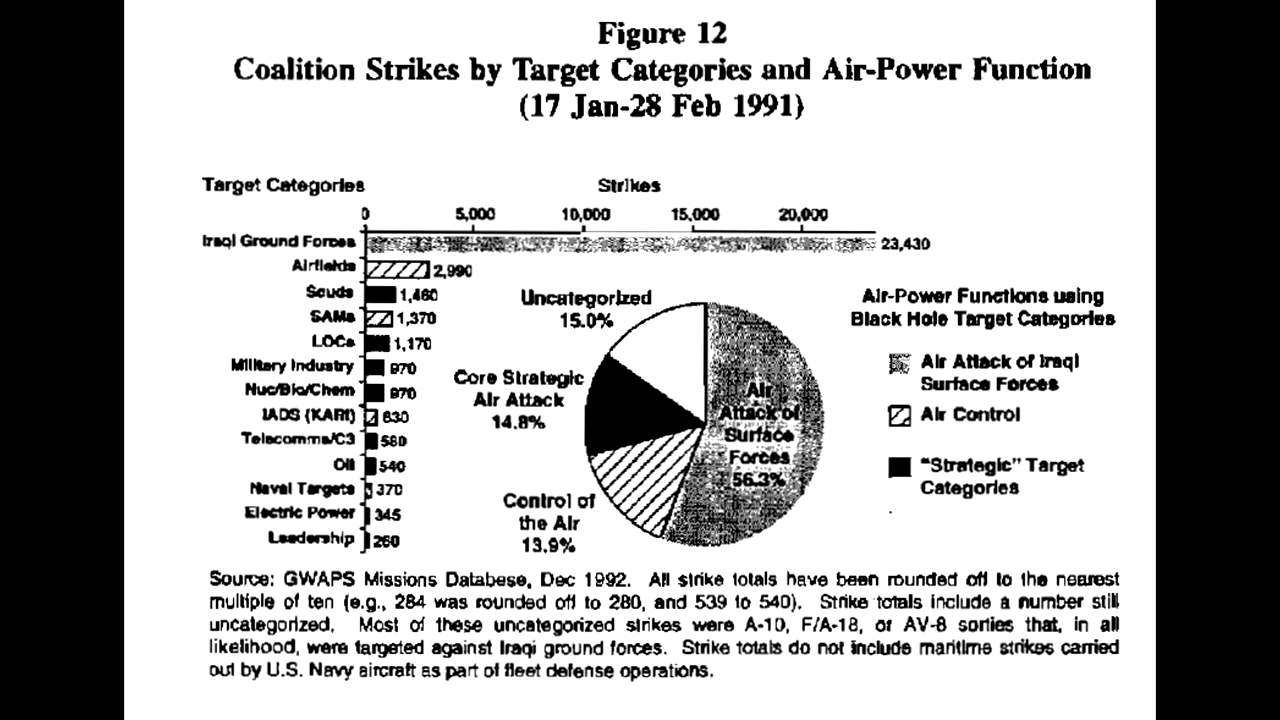 Figure 12
Coalition Strikes by Target Categories and Air-Power Function
(17 Jan-28 Feb 1991)
Target Categories
Strikes
0 5,000 10,000 15,000 20,000
Iraqi Ground Forces 23,430
Airfields 2,990
Scuds 1,460
SAMs 1,370
LOCs 1,170
Military Industry 970
Nuc/Bio/Chem 970
IADS (KARI) 630
Telecomms/C3 580
Oil 540
Naval Targets 370
Electric Power 345
Leadership 260
Uncategorized
15.0%
Core Strategic
Air Attack
14.8%
Control of
the Air
13.9%
Air
Attack of
Surface
Forces
56.3%
Air-Power Functions using
Black Hole Target Categories
Air Attack of Iraqi
Surface Forces
Air Control
"Strategic" Target
Categories
Source: GWAPS Missions Database, Dec 1992. All strike totals have been rounded off to the nearest
multiple of ten (e.g., 284 was rounded off to 280, and 539 to 540). Strike totals include a number still
uncategorized. Most of these uncategorized strikes were A-10, F/A-18, or AV-8 sorties that, in all
likelihood, were targeted against Iraqi ground forces. Strike totals do not include maritime strikes carried
out by U.S. Navy aircraft as part of fleet defense operations.